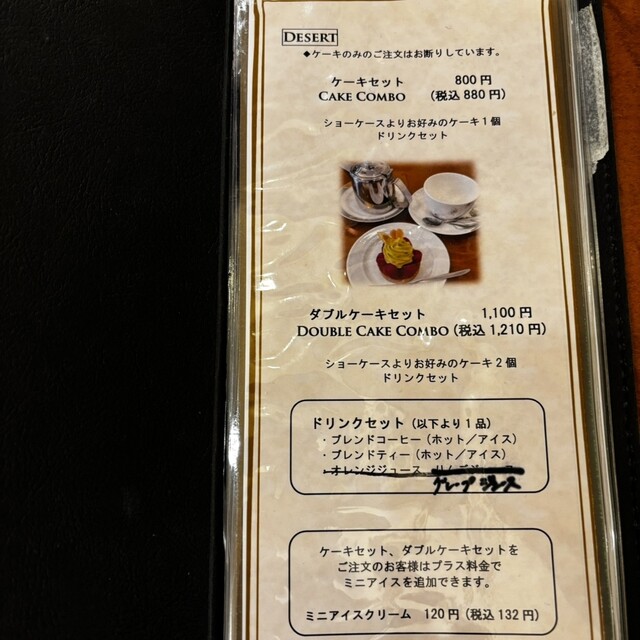 DESERT
◆ケーキのみのご注文はお断りしています。
ケーキセット 800円
CAKE COMBO (税込880円)
ショーケースよりお好みのケーキ1個
ドリンクセット
ダブルケーキセット 1,100円
DOUBLE CAKE COMBO (税込1,210円)
ショーケースよりお好みのケーキ2個
ドリンクセット
ドリンクセット (以下より1品)
・ブレンドコーヒー (ホット/アイス)
・ブレンドティー (ホット/アイス)
・オレンジジュース
グレープジュース
ケーキセット、ダブルケーキセットを
ご注文のお客様はプラス料金で
ミニアイスを追加できます。
ミニアイスクリーム 120円 (税込132円)